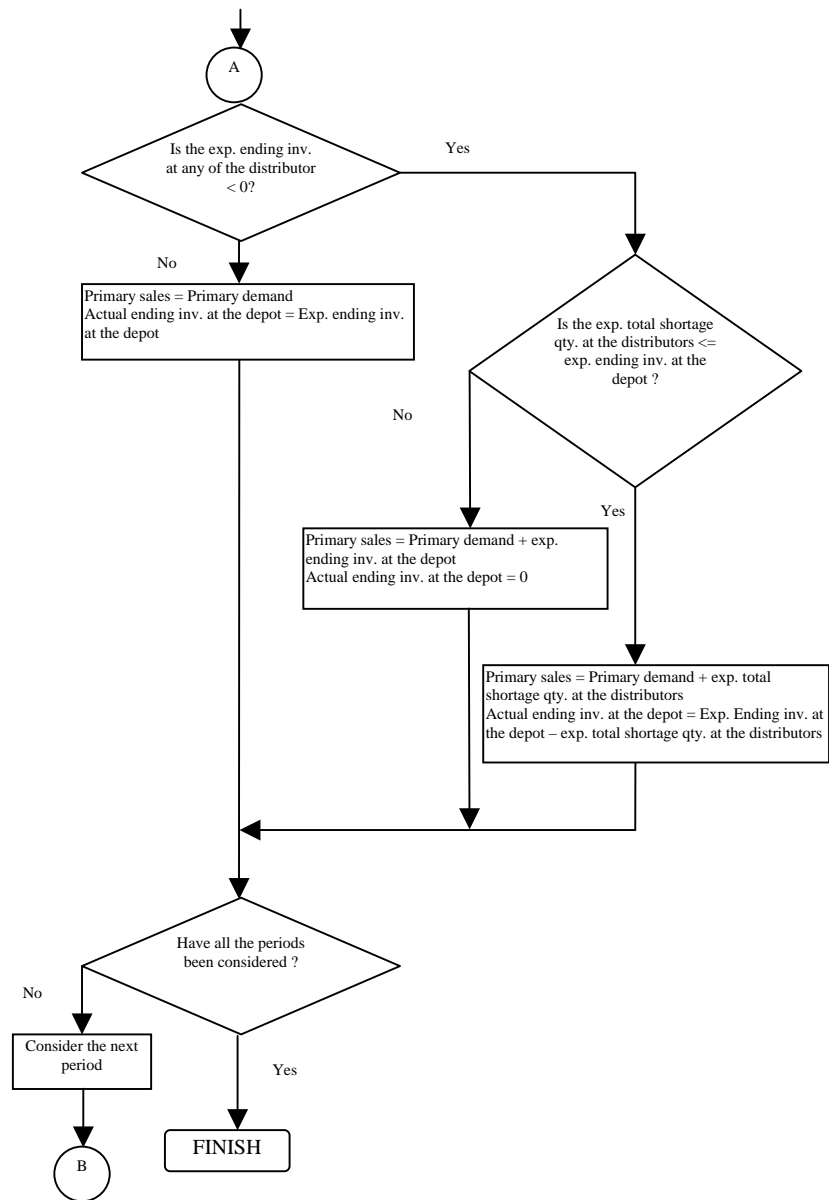 A
Is the exp. ending inv.
at any of the distributor
< 0?
Yes
No
Primary sales = Primary demand
Actual ending inv. at the depot = Exp. ending inv.
at the depot
Is the exp. total shortage
qty. at the distributors <=
exp. ending inv. at the
depot ?
No
Yes
Primary sales = Primary demand + exp.
ending inv. at the depot
Actual ending inv. at the depot = 0
Primary sales = Primary demand + exp. total
shortage qty. at the distributors
Actual ending inv. at the depot = Exp. Ending inv. at
the depot – exp. total shortage qty. at the distributors
Have all the periods
been considered ?
No
Consider the next
period
Yes
FINISH
B